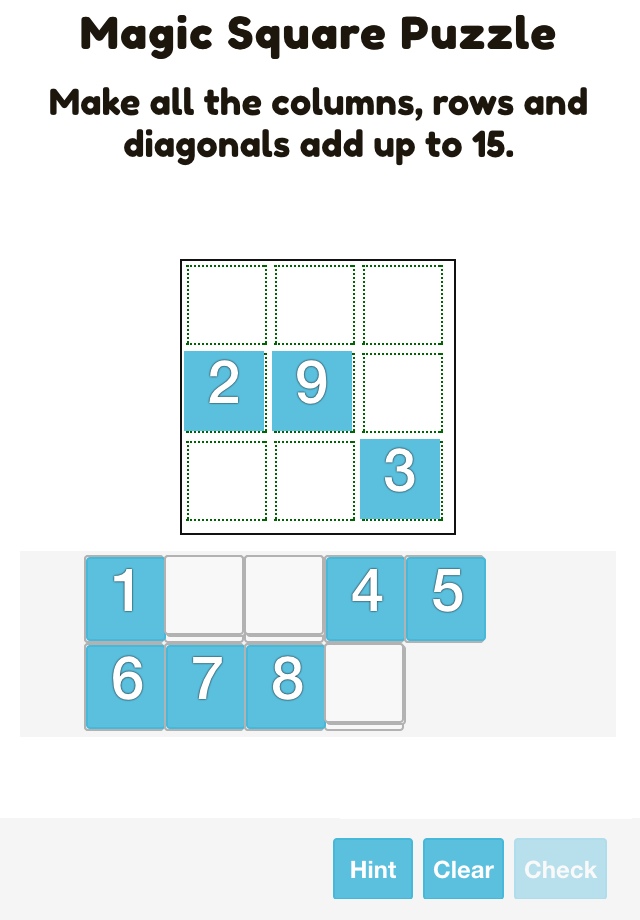 Magic Square Puzzle
Make all the columns, rows and
diagonals add up to 15.
2 9
3
1 4 5
6 7 8
Hint Clear Check